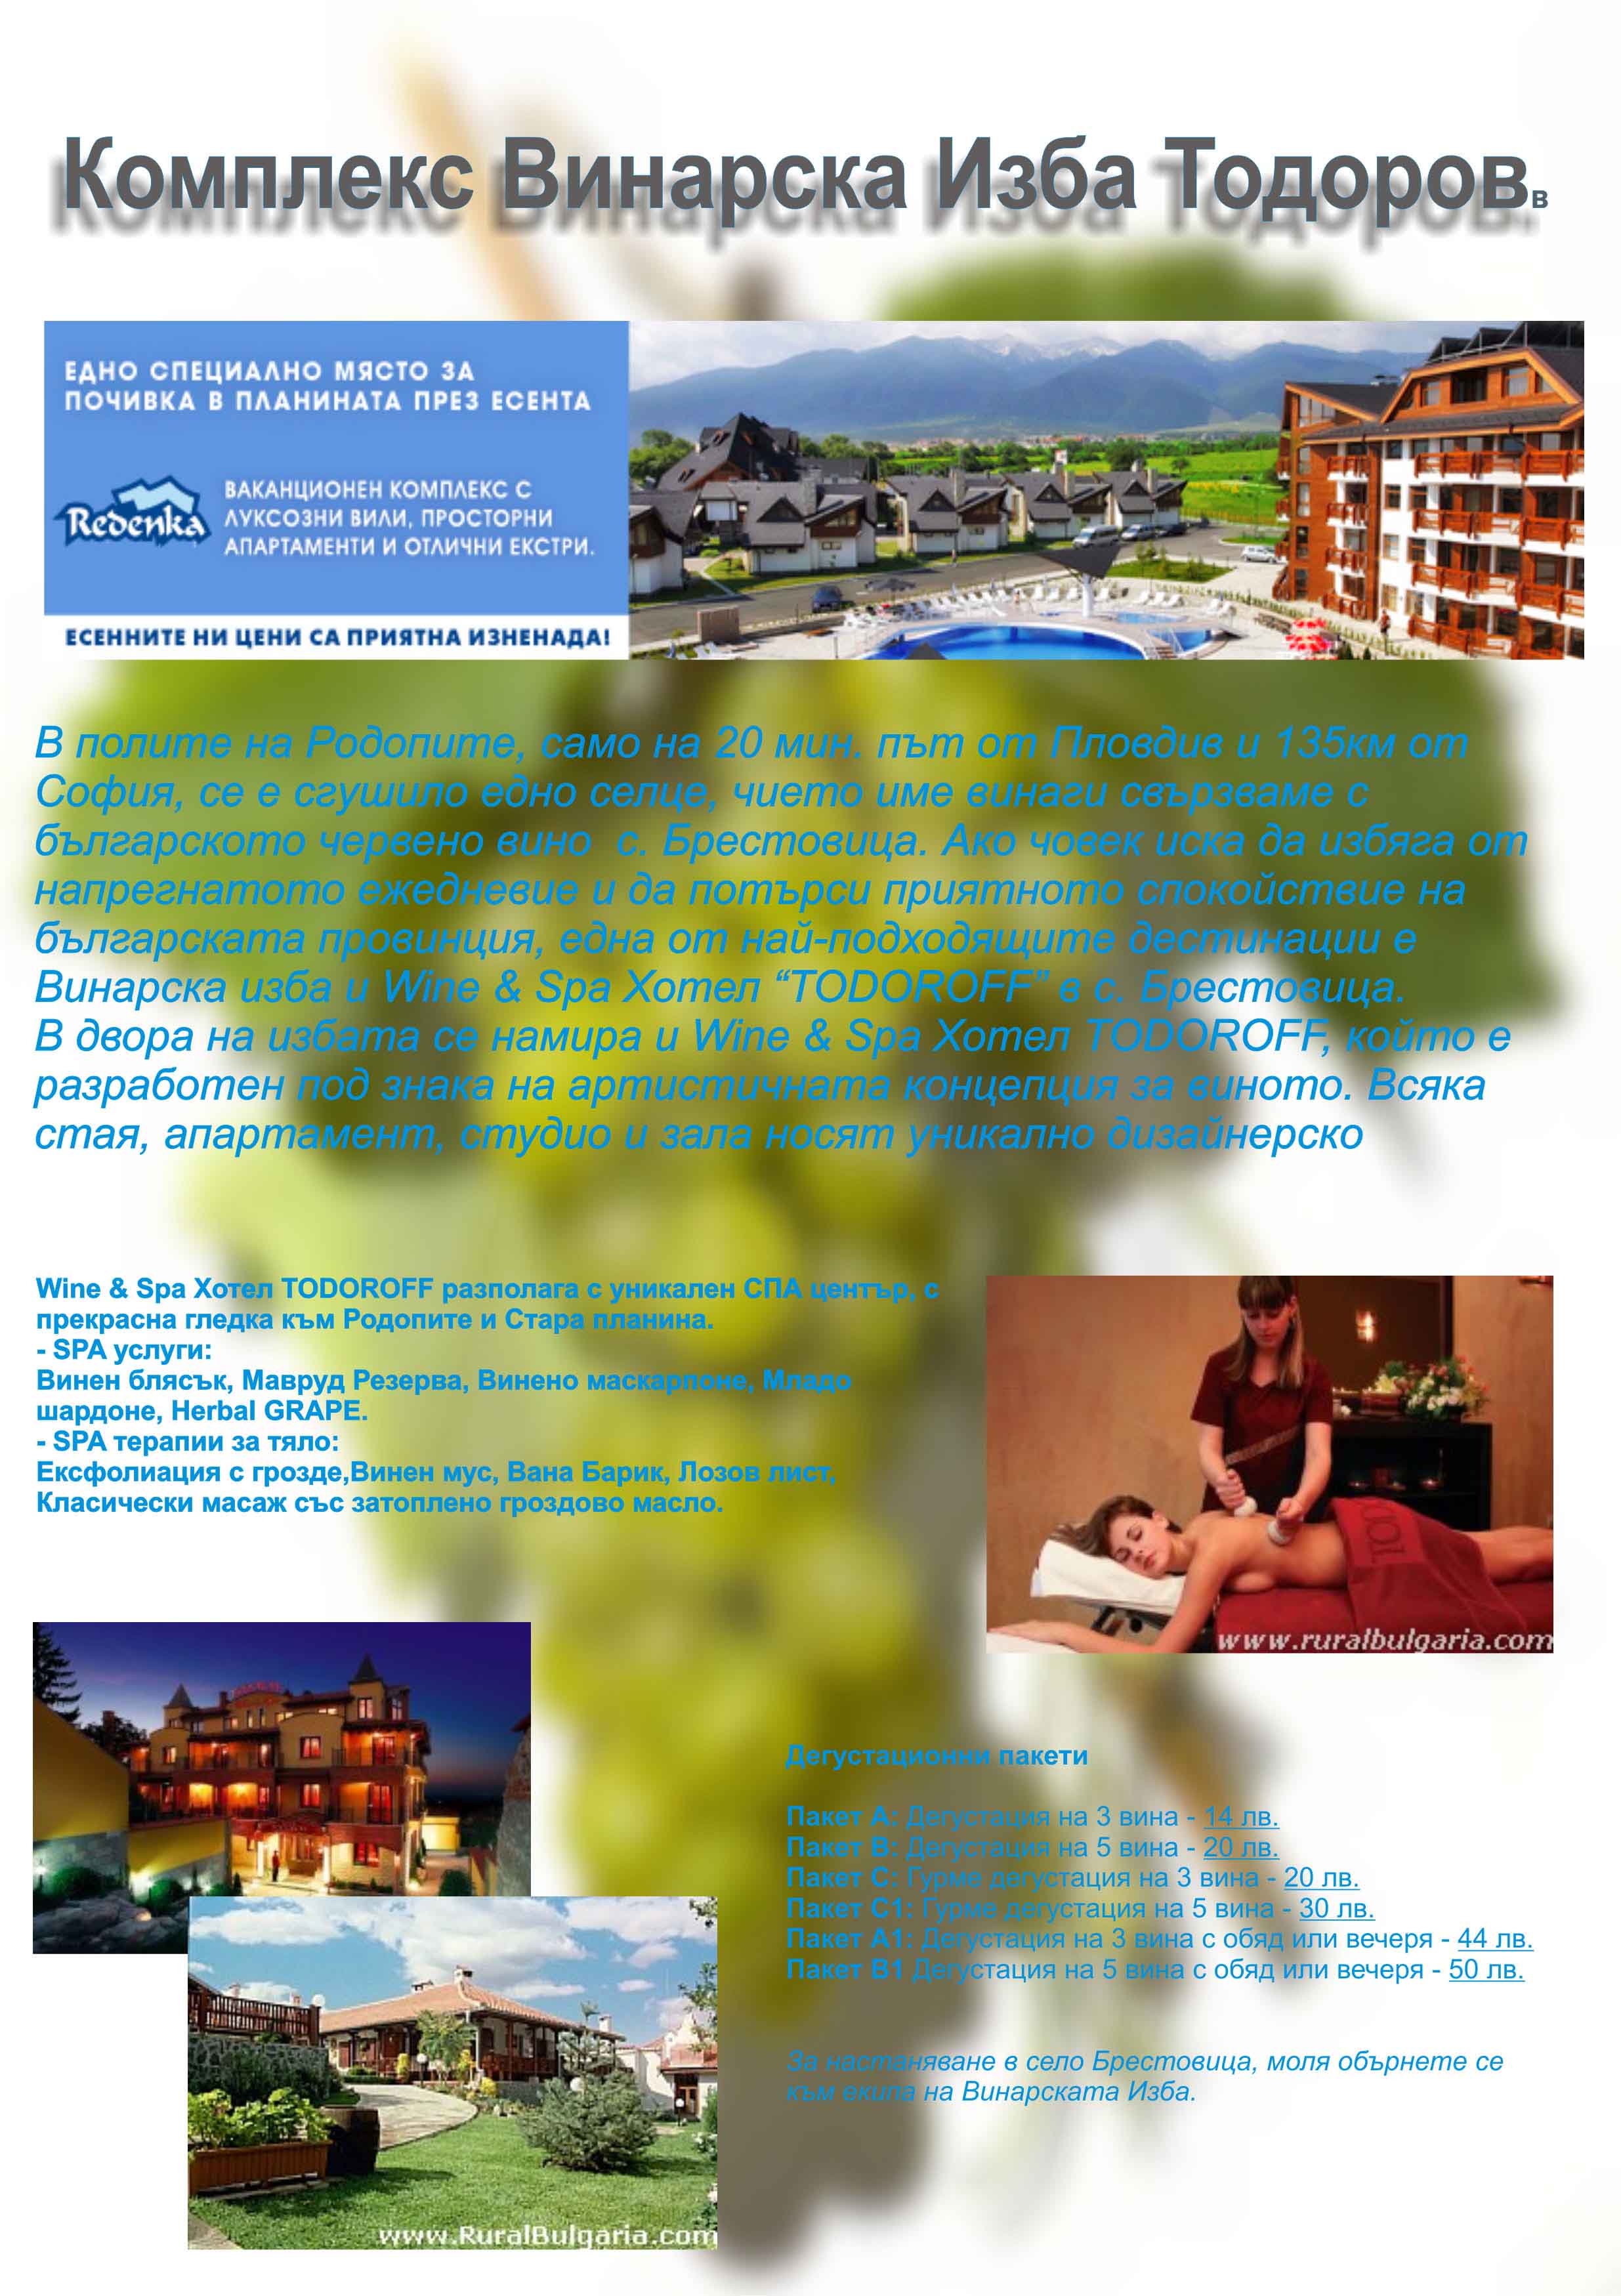 Комплекс Винарска Изба Тодоровв
ЕДНО СПЕЦИАЛНО МЯСТО ЗА
ПОЧИВКА В ПЛАНИНАТА ПРЕЗ ЕСЕНТА
Redenka
ВАКАНЦИОНЕН КОМПЛЕКС С
ЛУКСОЗНИ ВИЛИ, ПРОСТОРНИ
АПАРТАМЕНТИ И ОТЛИЧНИ ЕКСТРИ.
ЕСЕННИТЕ НИ ЦЕНИ СА ПРИЯТНА ИЗНЕНАДА!
В полите на Родопите, само на 20 мин. път от Пловдив и 135км от
София, се е сгушило едно селце, чието име винаги свързваме с
българското червено вино  с. Брестовица. Ако човек иска да избяга от
напрегнатото ежедневие и да потърси приятното спокойствие на
българската провинция, една от най-подходящите дестинации е
Винарска изба и Wine & Spa Хотел “TODOROFF” в с. Брестовица.
В двора на избата се намира и Wine & Spa Хотел TODOROFF, който е
разработен под знака на артистичната концепция за виното. Всяка
стая, апартамент, студио и зала носят уникално дизайнерско
Wine & Spa Хотел TODOROFF разполага с уникален СПА център, с
прекрасна гледка към Родопите и Стара планина.
- SPA услуги:
Винен блясък, Мавруд Резерва, Винено маскарпоне, Младо
шардоне, Herbal GRAPE.
- SPA терапии за тяло:
Ексфолиация с грозде,Винен мус, Вана Барик, Лозов лист,
Класически масаж със затоплено гроздово масло.
www.ruralbulgaria.com
Дегустационни пакети
Пакет А: Дегустация на 3 вина - 14 лв.
Пакет В: Дегустация на 5 вина - 20 лв.
Пакет С: Гурме дегустация на 3 вина - 20 лв.
Пакет С1: Гурме дегустация на 5 вина - 30 лв.
Пакет А1: Дегустация на 3 вина с обяд или вечеря - 44 лв.
Пакет В1 Дегустация на 5 вина с обяд или вечеря - 50 лв.
За настаняване в село Брестовица, моля обърнете се
към екипа на Винарската Изба.
www.RuralBulgaria.com